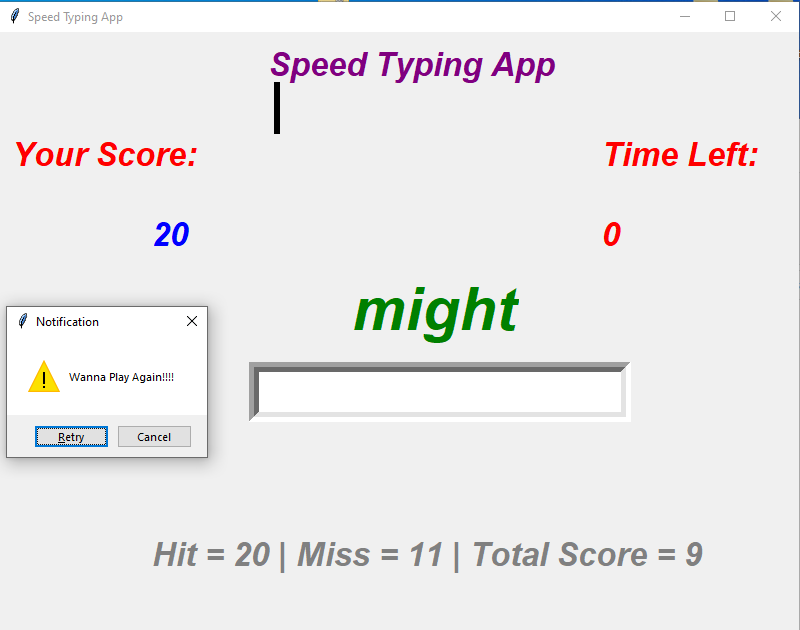 Speed Typing App
Speed Typing App
Your Score:
Time Left:
20
0
might
Notification
Wanna Play Again!!!!
Retry
Cancel
Hit = 20 | Miss = 11 | Total Score = 9